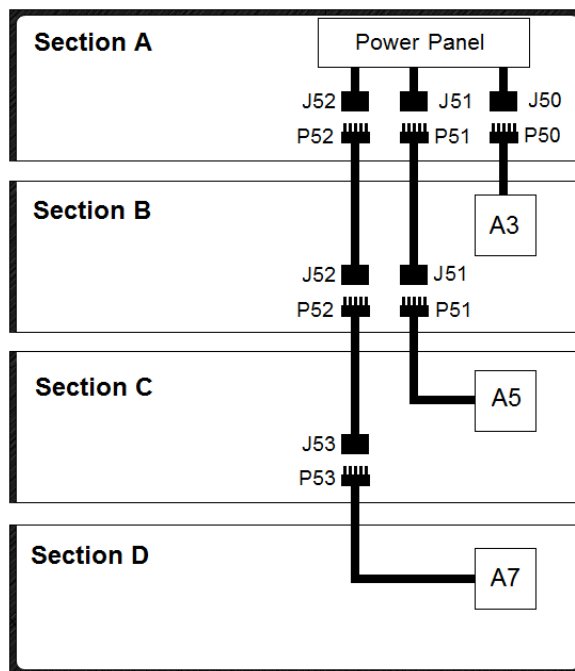 Section A
Power Panel
J52 J51 J50
P52 P51 P50
Section B
A3
J52 J51
P52 P51
Section C
A5
J53
P53
Section D
A7